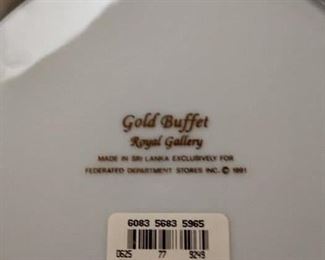 Gold Buffet
Royal Gallery
MADE IN SRI LANKA EXCLUSIVELY FOR
FEDERATED DEPARTMENT STORES INC. © 1991
6083 5683 5965
D625 77 9249